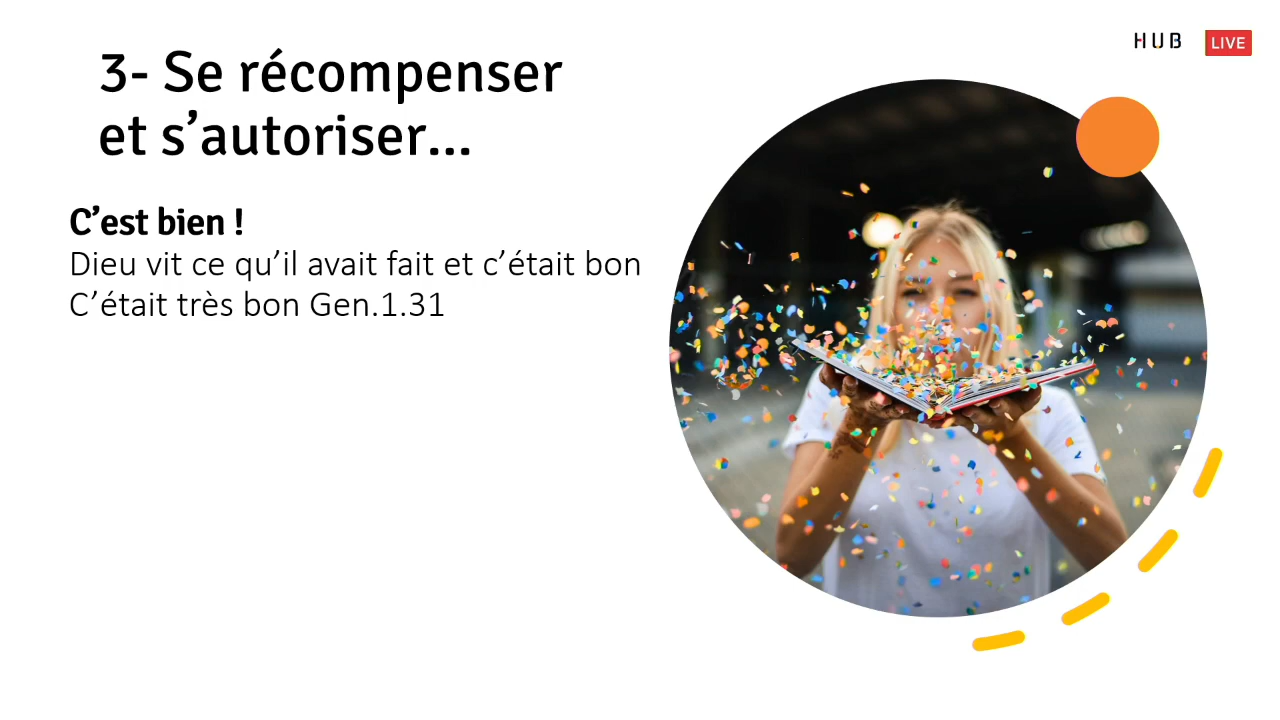 HUB LIVE
3- Se récompenser
et s’autoriser...
C’est bien !
Dieu vit ce qu’il avait fait et c’était bon
C’était très bon Gen.1.31